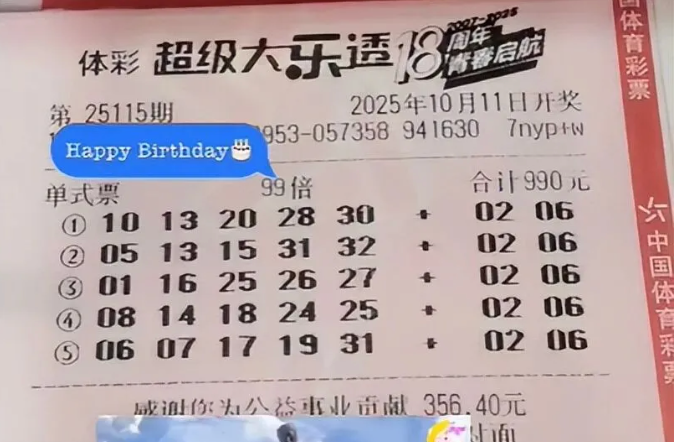 体彩 超级大乐透 18周年 2007-2025 青春启航
第 25115期 2025年10月11日开奖
953-057358 941630 7nyp+w
Happy Birthday🎂
单式票 99倍 合计990元
① 10 13 20 28 30 + 02 06
② 05 13 15 31 32 + 02 06
③ 01 16 25 26 27 + 02 06
④ 08 14 18 24 25 + 02 06
⑤ 06 07 17 19 31 + 02 06
感谢您为公益事业贡献 356.40元
国体育彩票
中国体育彩票